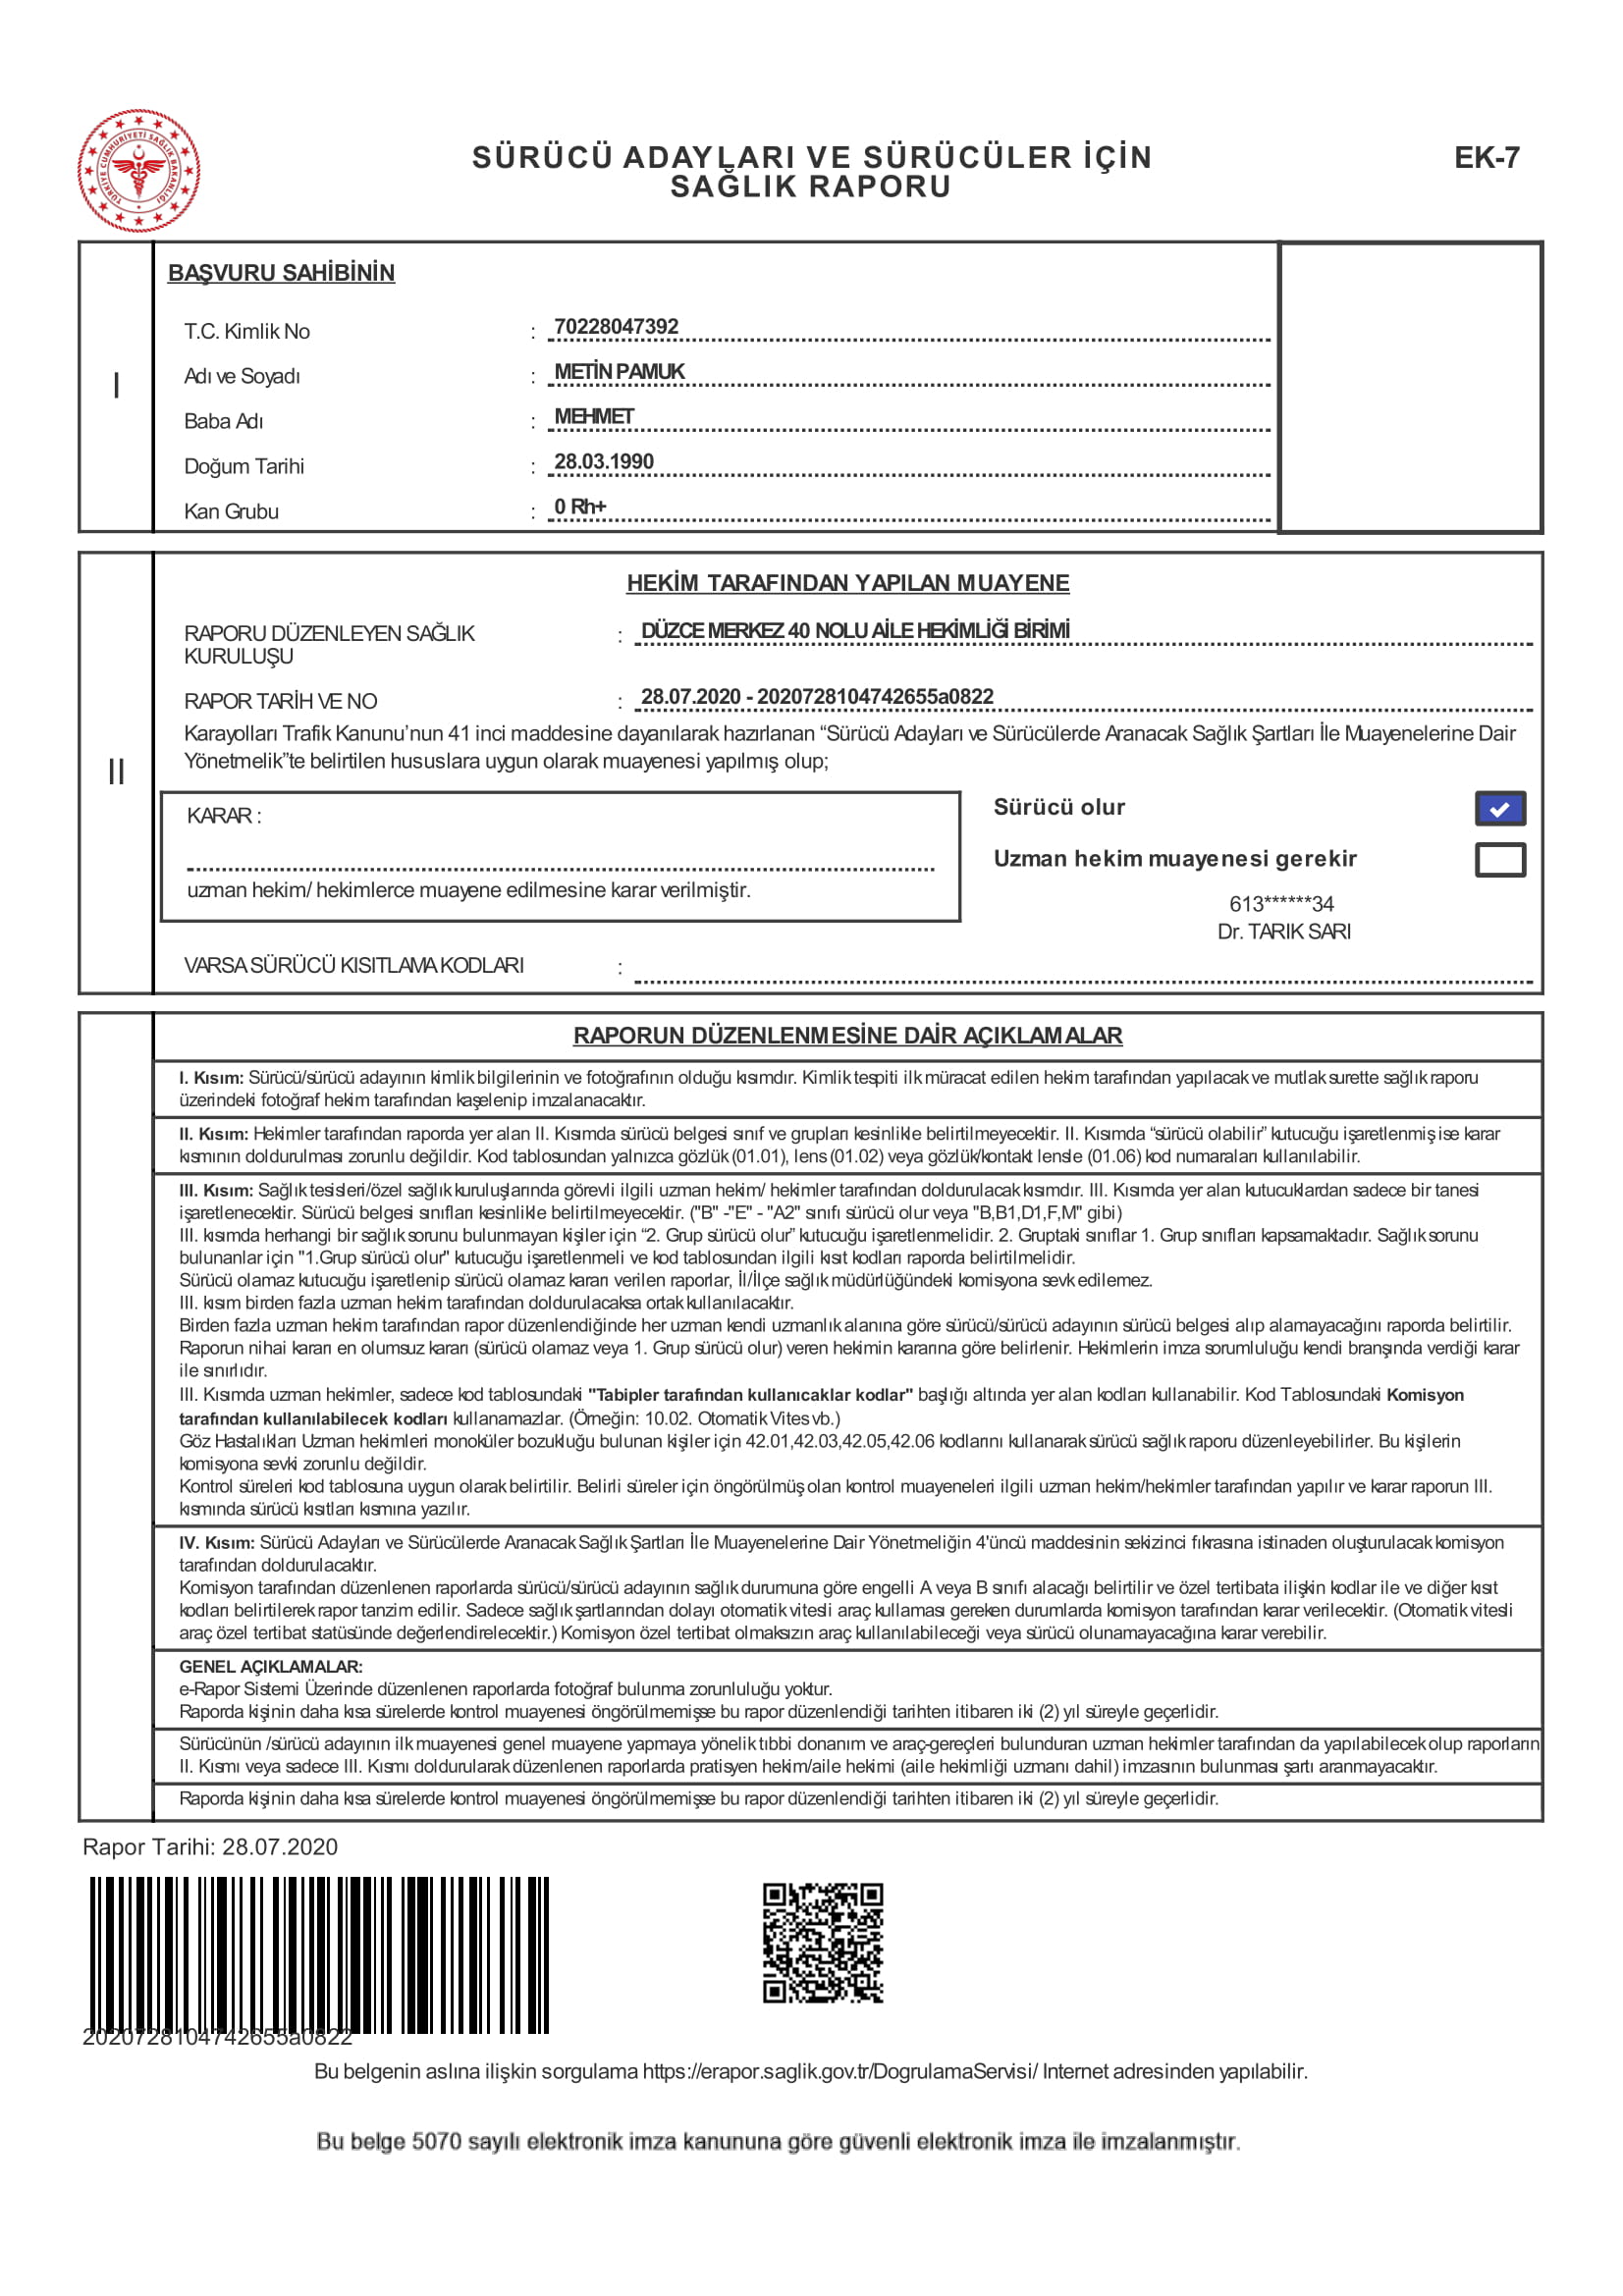 TÜRKİYE CUMHURİYETİ SAĞLIK BAKANLIĞI
SÜRÜCÜ ADAYLARI VE SÜRÜCÜLER İÇİN
SAĞLIK RAPORU
EK-7
I
BAŞVURU SAHİBİNİN
T.C. Kimlik No : 70228047392
Adı ve Soyadı : METİN PAMUK
Baba Adı : MEHMET
Doğum Tarihi : 28.03.1990
Kan Grubu : 0 Rh+
II
HEKİM TARAFINDAN YAPILAN MUAYENE
RAPORU DÜZENLEYEN SAĞLIK KURULUŞU : DÜZCE MERKEZ 40 NOLU AİLE HEKİMLİĞİ BİRİMİ
RAPOR TARİH VE NO : 28.07.2020 - 2020728104742655a0822
Karayolları Trafik Kanunu’nun 41 inci maddesine dayanılarak hazırlanan “Sürücü Adayları ve Sürücülerde Aranacak Sağlık Şartları İle Muayenelerine Dair
Yönetmelik”te belirtilen hususlara uygun olarak muayenesi yapılmış olup;
KARAR :
uzman hekim/ hekimlerce muayene edilmesine karar verilmiştir.
Sürücü olur
Uzman hekim muayenesi gerekir
613******34
Dr. TARIK SARI
VARSA SÜRÜCÜ KISITLAMA KODLARI :
RAPORUN DÜZENLENMESİNE DAİR AÇIKLAMALAR
I. Kısım: Sürücü/sürücü adayının kimlik bilgilerinin ve fotoğrafının olduğu kısımdır. Kimlik tespiti ilk müracat edilen hekim tarafından yapılacak ve mutlak surette sağlık raporu
üzerindeki fotoğraf hekim tarafından kaşelenip imzalanacaktır.
II. Kısım: Hekimler tarafından raporda yer alan II. Kısımda sürücü belgesi sınıf ve grupları kesinlikle belirtilmeyecektir. II. Kısımda “sürücü olabilir” kutucuğu işaretlenmiş ise karar
kısmının doldurulması zorunlu değildir. Kod tablosundan yalnızca gözlük (01.01), lens (01.02) veya gözlük/kontakt lensle (01.06) kod numaraları kullanılabilir.
III. Kısım: Sağlık tesisleri/özel sağlık kuruluşlarında görevli ilgili uzman hekim/ hekimler tarafından doldurulacak kısımdır. III. Kısımda yer alan kutucuklardan sadece bir tanesi
işaretlenecektir. Sürücü belgesi sınıfları kesinlikle belirtilmeyecektir. ("B" -"E" - "A2" sınıfı sürücü olur veya "B,B1,D1,F,M" gibi)
III. kısımda herhangi bir sağlık sorunu bulunmayan kişiler için “2. Grup sürücü olur” kutucuğu işaretlenmelidir. 2. Gruptaki sınıflar 1. Grup sınıfları kapsamaktadır. Sağlık sorunu
bulunanlar için "1.Grup sürücü olur" kutucuğu işaretlenmeli ve kod tablosundan ilgili kısıt kodları raporda belirtilmelidir.
Sürücü olamaz kutucuğu işaretlenip sürücü olamaz kararı verilen raporlar, İl/İlçe sağlık müdürlüğündeki komisyona sevk edilemez.
III. kısım birden fazla uzman hekim tarafından doldurulacaksa ortak kullanılacaktır.
Birden fazla uzman hekim tarafından rapor düzenlendiğinde her uzman kendi uzmanlık alanına göre sürücü/sürücü adayının sürücü belgesi alıp alamayacağını raporda belirtilir.
Raporun nihai kararı en olumsuz kararı (sürücü olamaz veya 1. Grup sürücü olur) veren hekimin kararına göre belirlenir. Hekimlerin imza sorumluluğu kendi branşında verdiği karar
ile sınırlıdır.
III. Kısımda uzman hekimler, sadece kod tablosundaki "Tabipler tarafından kullanıcaklar kodlar" başlığı altında yer alan kodları kullanabilir. Kod Tablosundaki Komisyon
tarafından kullanılabilecek kodları kullanamazlar. (Örneğin: 10.02. Otomatik Vites vb.)
Göz Hastalıkları Uzman hekimleri monoküler bozukluğu bulunan kişiler için 42.01,42.03,42.05,42.06 kodlarını kullanarak sürücü sağlık raporu düzenleyebilirler. Bu kişilerin
komisyona sevki zorunlu değildir.
Kontrol süreleri kod tablosuna uygun olarak belirtilir. Belirli süreler için öngörülmüş olan kontrol muayeneleri ilgili uzman hekim/hekimler tarafından yapılır ve karar raporun III.
kısmında sürücü kısıtları kısmına yazılır.
IV. Kısım: Sürücü Adayları ve Sürücülerde Aranacak Sağlık Şartları İle Muayenelerine Dair Yönetmeliğin 4'üncü maddesinin sekizinci fıkrasına istinaden oluşturulacak komisyon
tarafından doldurulacaktır.
Komisyon tarafından düzenlenen raporlarda sürücü/sürücü adayının sağlık durumuna göre engelli A veya B sınıfı alacağı belirtilir ve özel tertibata ilişkin kodlar ile ve diğer kısıt
kodları belirtilerek rapor tanzim edilir. Sadece sağlık şartlarından dolayı otomatik vitesli araç kullaması gereken durumlarda komisyon tarafından karar verilecektir. (Otomatik vitesli
araç özel tertibat statüsünde değerlendirelecektir.) Komisyon özel tertibat olmaksızın araç kullanılabileceği veya sürücü olunamayacağına karar verebilir.
GENEL AÇIKLAMALAR:
e-Rapor Sistemi Üzerinde düzenlenen raporlarda fotoğraf bulunma zorunluluğu yoktur.
Raporda kişinin daha kısa sürelerde kontrol muayenesi öngörülmemişse bu rapor düzenlendiği tarihten itibaren iki (2) yıl süreyle geçerlidir.
Sürücünün /sürücü adayının ilk muayenesi genel muayene yapmaya yönelik tıbbi donanım ve araç-gereçleri bulunduran uzman hekimler tarafından da yapılabilecek olup raporların
II. Kısmı veya sadece III. Kısmı doldurularak düzenlenen raporlarda pratisyen hekim/aile hekimi (aile hekimliği uzmanı dahil) imzasının bulunması şartı aranmayacaktır.
Raporda kişinin daha kısa sürelerde kontrol muayenesi öngörülmemişse bu rapor düzenlendiği tarihten itibaren iki (2) yıl süreyle geçerlidir.
Rapor Tarihi: 28.07.2020
2020728104742655a0822
Bu belgenin aslına ilişkin sorgulama https://erapor.saglik.gov.tr/DogrulamaServisi/ Internet adresinden yapılabilir.
Bu belge 5070 sayılı elektronik imza kanununa göre güvenli elektronik imza ile imzalanmıştır.